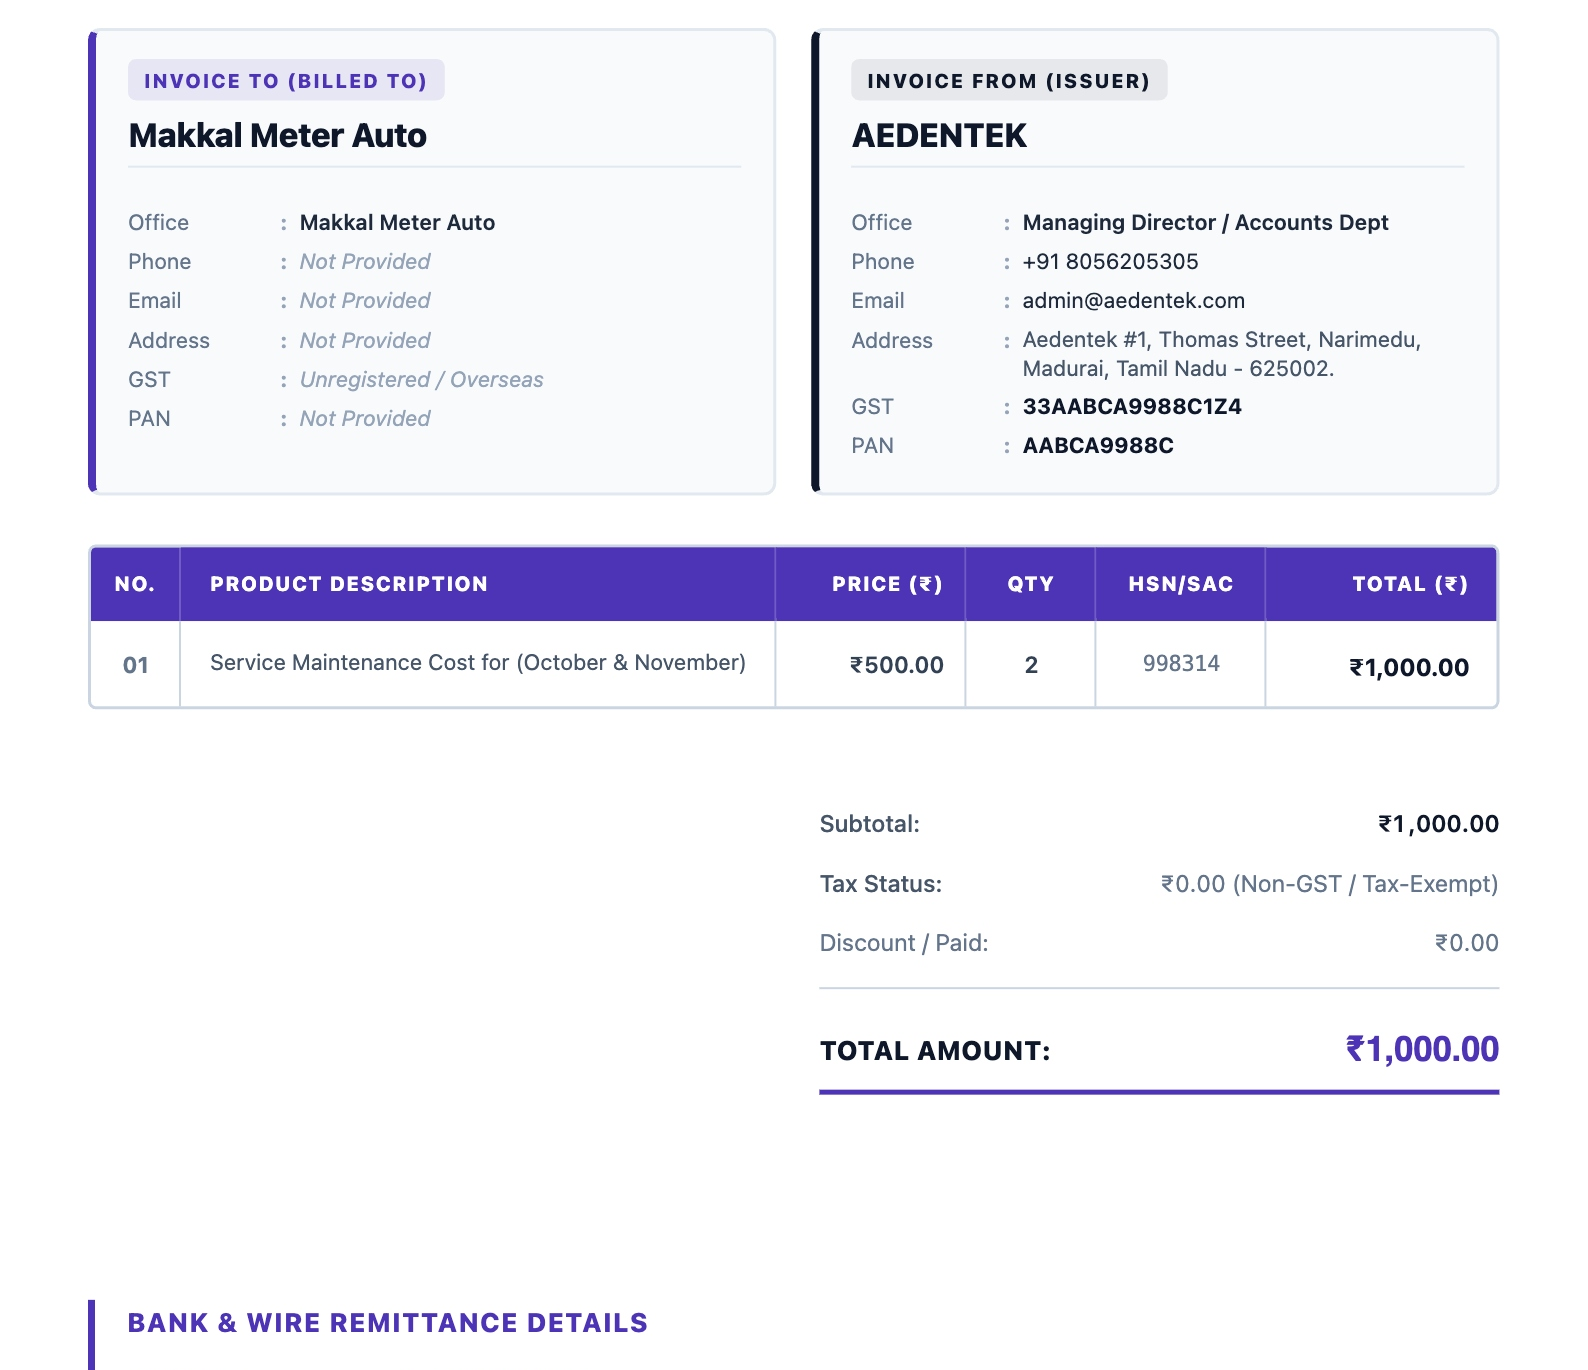 INVOICE TO (BILLED TO)
Makkal Meter Auto
Office : Makkal Meter Auto
Phone : Not Provided
Email : Not Provided
Address : Not Provided
GST : Unregistered / Overseas
PAN : Not Provided
INVOICE FROM (ISSUER)
AEDENTEK
Office : Managing Director / Accounts Dept
Phone : +91 8056205305
Email : admin@aedentek.com
Address : Aedentek #1, Thomas Street, Narimedu,
Madurai, Tamil Nadu - 625002.
GST : 33AABCA9988C1Z4
PAN : AABCA9988C
NO. PRODUCT DESCRIPTION PRICE (₹) QTY HSN/SAC TOTAL (₹)
01 Service Maintenance Cost for (October & November) ₹500.00 2 998314 ₹1,000.00
Subtotal: ₹1,000.00
Tax Status: ₹0.00 (Non-GST / Tax-Exempt)
Discount / Paid: ₹0.00
TOTAL AMOUNT: ₹1,000.00
BANK & WIRE REMITTANCE DETAILS